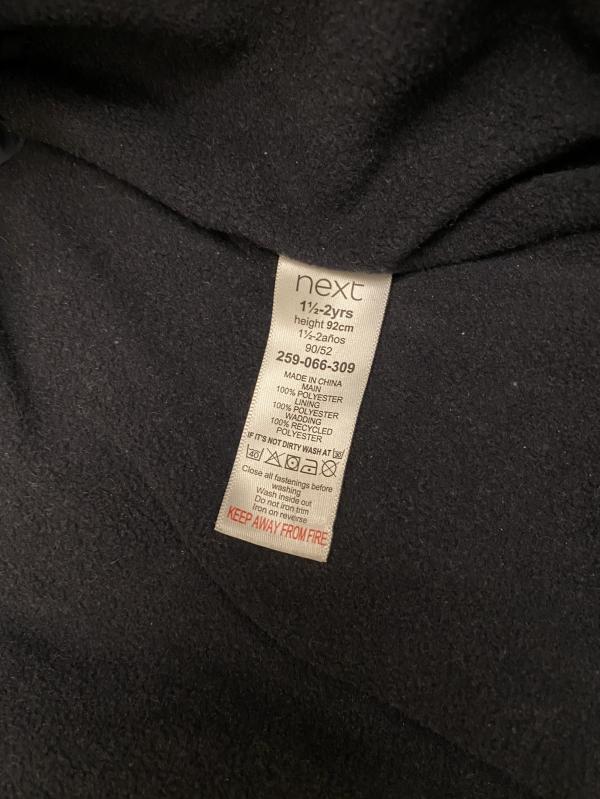 next
1½-2yrs
height 92cm
1½-2años
90/52
259-066-309
MADE IN CHINA
MAIN
100% POLYESTER
LINING
100% POLYESTER
WADDING
100% RECYCLED
POLYESTER
IF IT'S NOT DIRTY WASH AT 30
40
Close all fastenings before
washing
Wash inside out
Do not iron trim
Iron on reverse
KEEP AWAY FROM FIRE